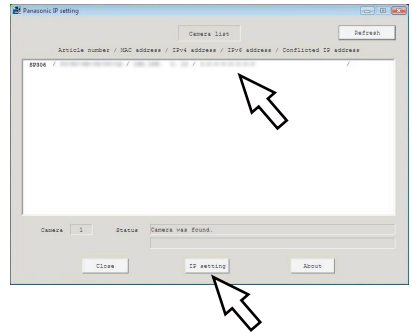 Panasonic IP setting
Camera list
Refresh
Article number / MAC address / IPv4 address / IPv6 address / Conflicted IP address
SP306 / / / /
Camera 1 Status Camera was found.
Close IP setting About